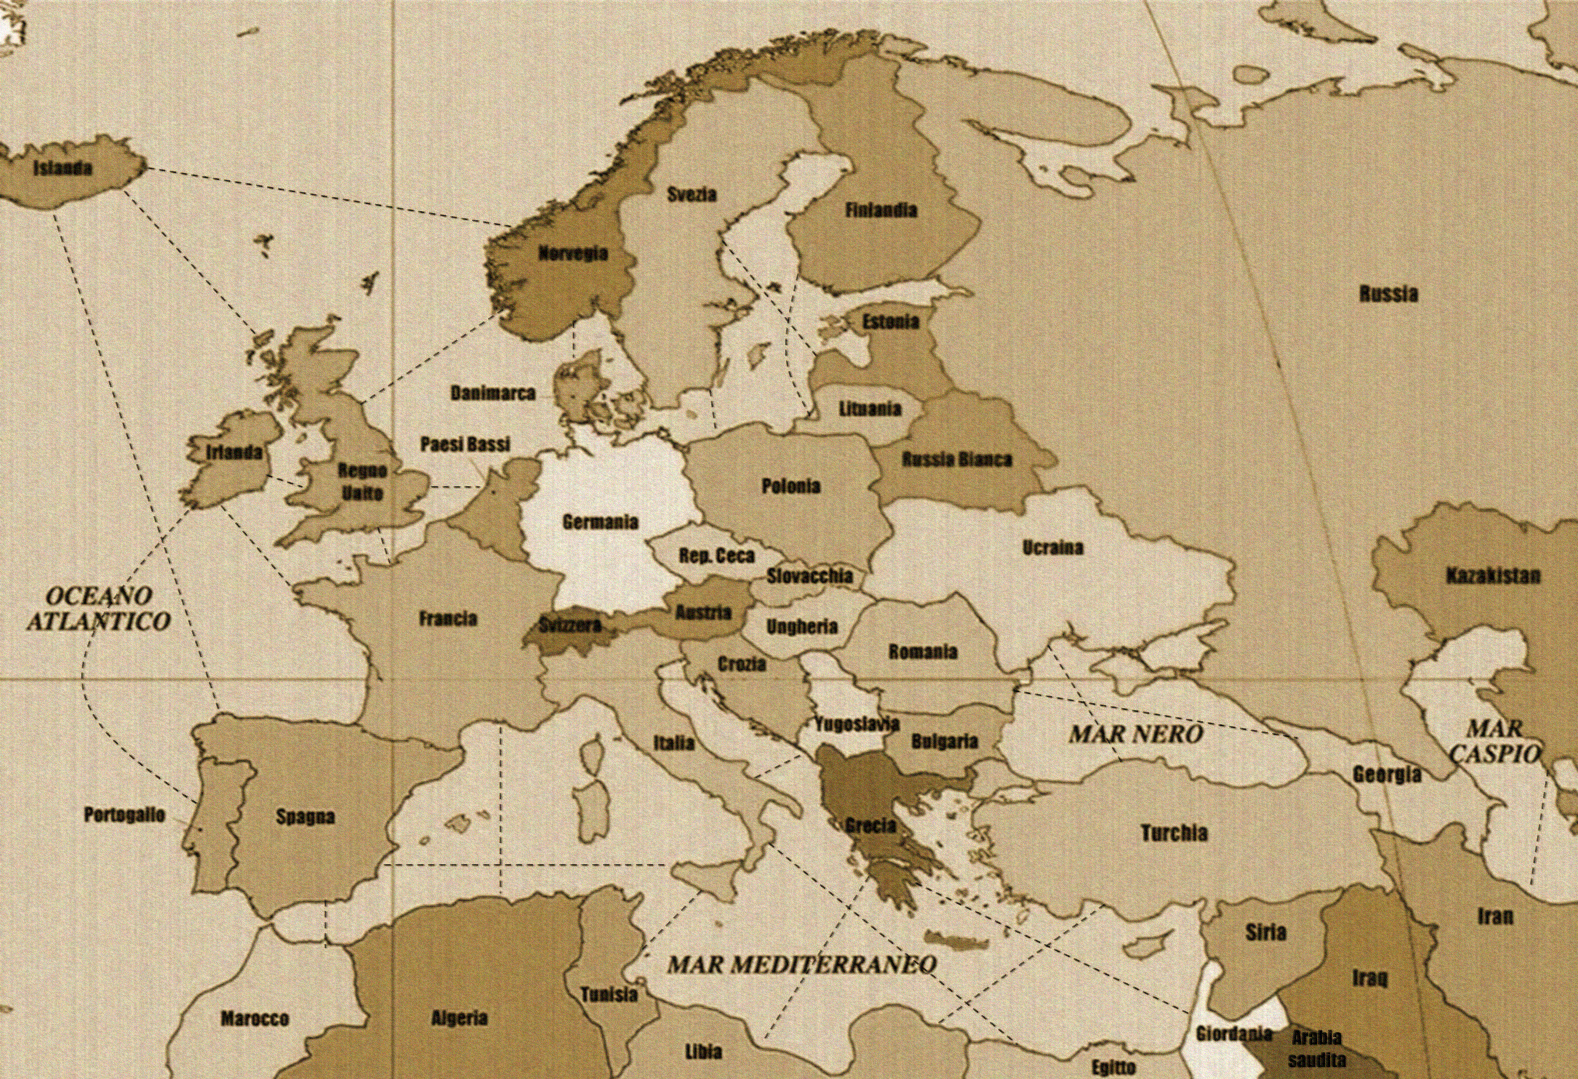 Islanda
Svezia
Finlandia
Norvegia
Russia
Estonia
Danimarca
Lituania
Paesi Bassi
Irlanda
Regno
Unito
Russia Bianca
Polonia
Germania
Ucraina
Rep. Ceca
Slovacchia
Kazakistan
OCEANO
ATLANTICO
Francia
Svizzera
Austria
Ungheria
Romania
Crozia
Yugoslavia
MAR NERO
MAR
CASPIO
Italia
Bulgaria
Georgia
Portogallo
Spagna
Grecia
Turchia
Iran
Siria
MAR MEDITERRANEO
Iraq
Tunisia
Marocco
Algeria
Giordania
Arabia
saudita
Libia
Egitto